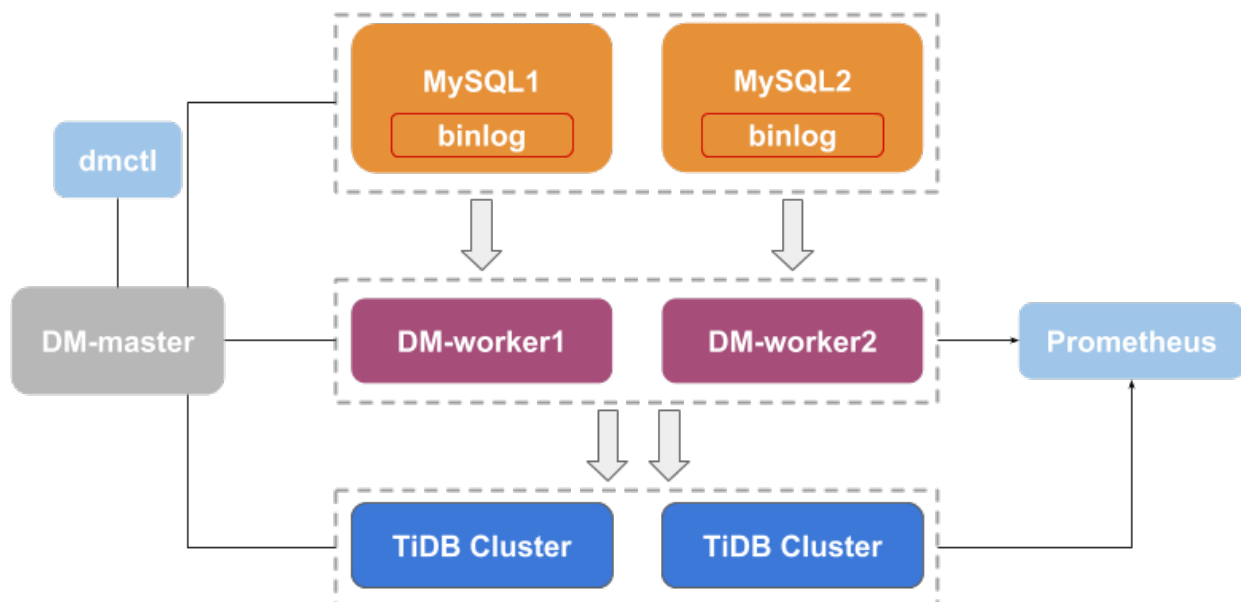 MySQL1
MySQL2
binlog
binlog
dmctl
DM-master
DM-worker1
DM-worker2
Prometheus
TiDB Cluster
TiDB Cluster